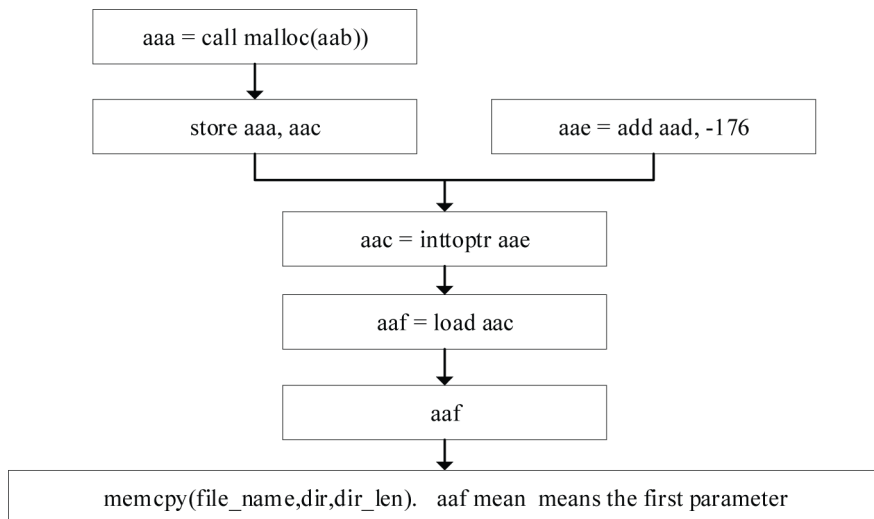 aaa = call malloc(aab))
store aaa, aac
aae = add aad, -176
aac = inttoptr aae
aaf = load aac
aaf
memcpy(file_name,dir,dir_len). aaf mean means the first parameter